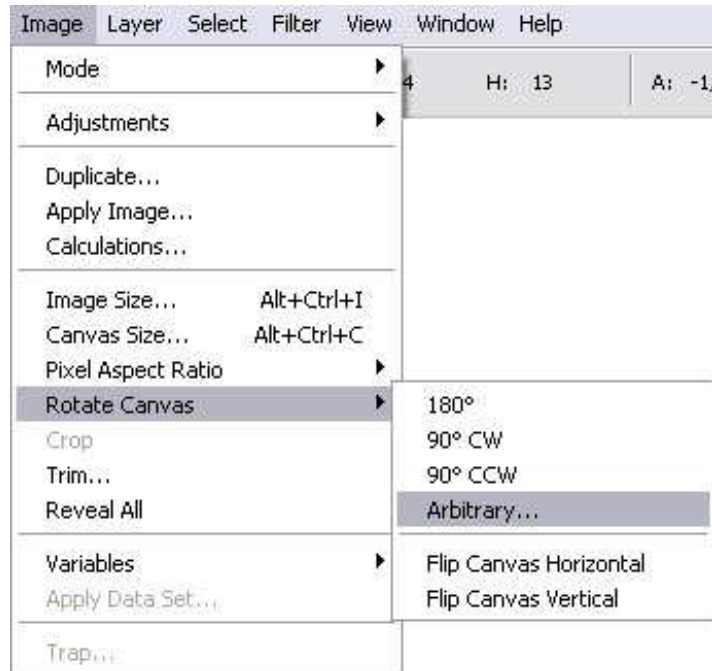 Image Layer Select Filter View Window Help
Mode
4 H: 13 A: -1
Adjustments
Duplicate...
Apply Image...
Calculations...
Image Size... Alt+Ctrl+I
Canvas Size... Alt+Ctrl+C
Pixel Aspect Ratio
Rotate Canvas
Crop
Trim...
Reveal All
Variables
Apply Data Set...
Trap...
180°
90° CW
90° CCW
Arbitrary...
Flip Canvas Horizontal
Flip Canvas Vertical